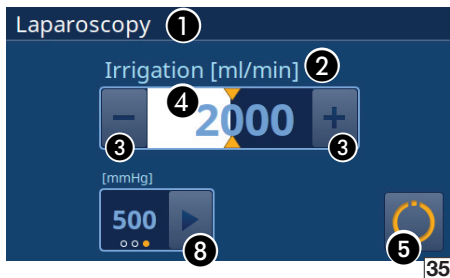 Laparoscopy 1
Irrigation [ml/min] 2
4
− 2000 +
3 3
[mmHg]
500
8 5
35